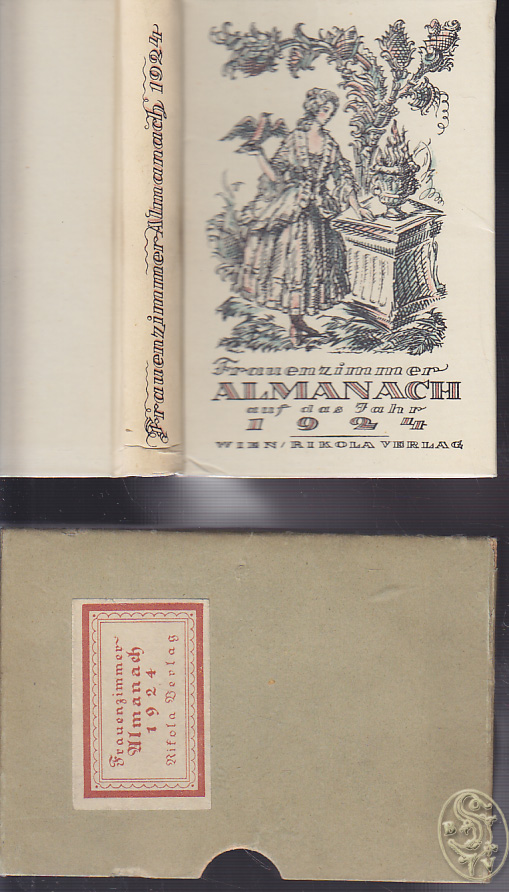 Frauenzimmer-Almanach 1924
Frauenzimmer
ALMANACH
auf das Jahr
1924
WIEN / RIKOLA VERLAG
Frauenzimmer-
Almanach
1924
Rikola Verlag